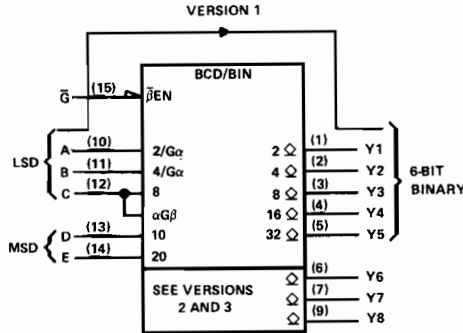 VERSION 1
BCD/BIN
G̅ (15) β̅EN
LSD
A (10) 2/Gα
B (11) 4/Gα
C (12) 8
αGβ
MSD
D (13) 10
E (14) 20
2 (1) Y1
4 (2) Y2
8 (3) Y3
16 (4) Y4
32 (5) Y5
6-BIT
BINARY
SEE VERSIONS
2 AND 3
(6) Y6
(7) Y7
(9) Y8